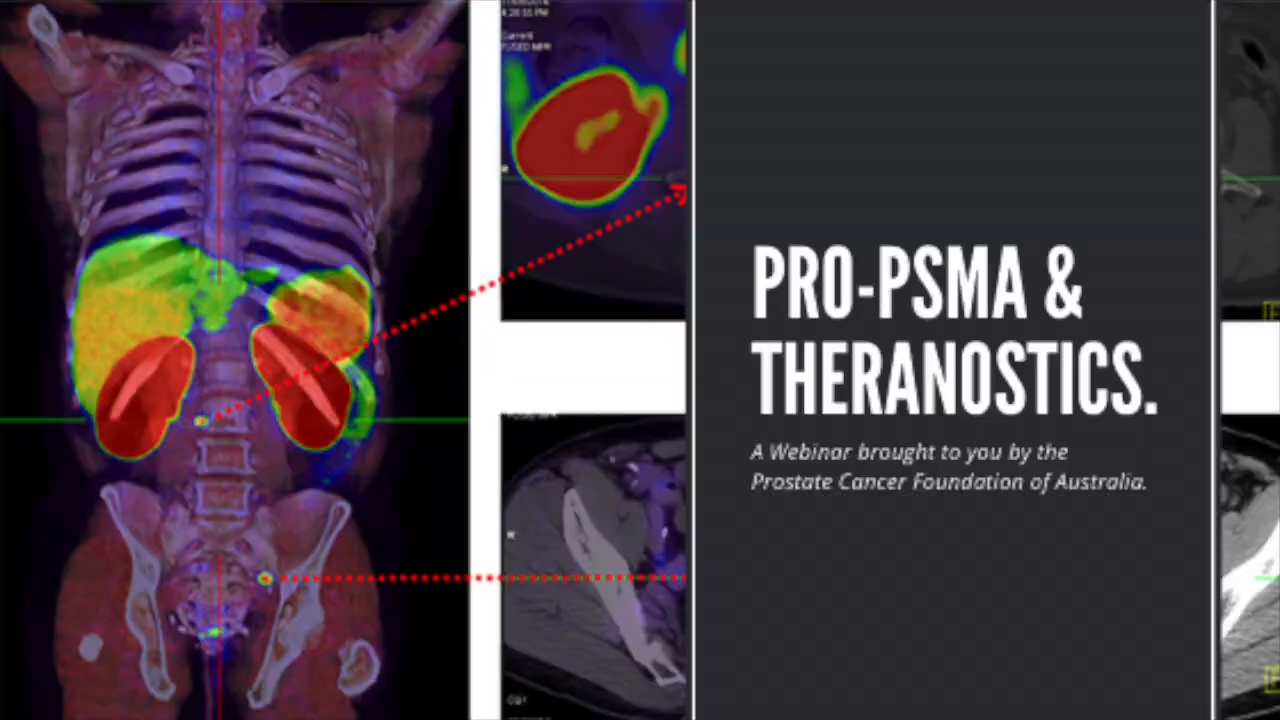 PRO-PSMA &
THERANOSTICS.
A Webinar brought to you by the
Prostate Cancer Foundation of Australia.